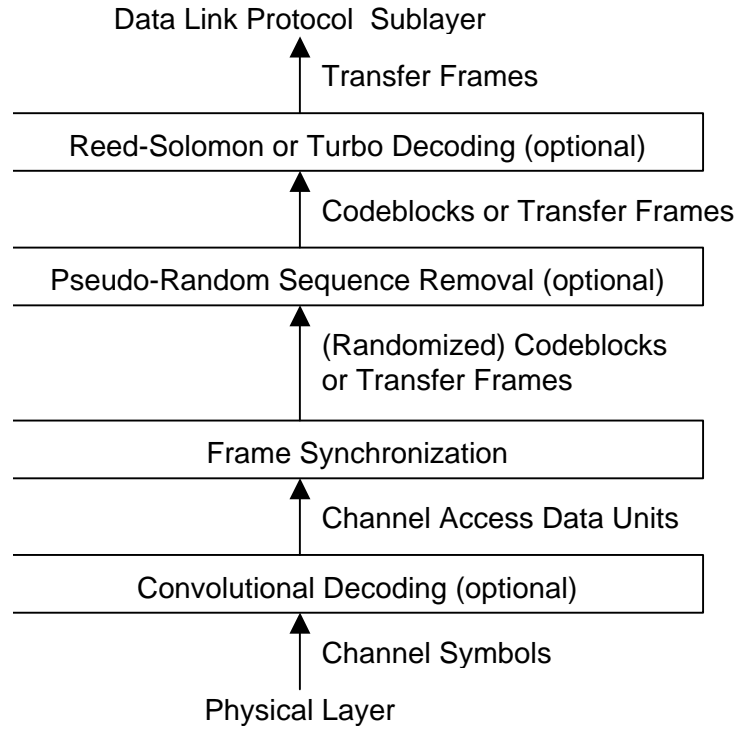 Data Link Protocol Sublayer
Transfer Frames
Reed-Solomon or Turbo Decoding (optional)
Codeblocks or Transfer Frames
Pseudo-Random Sequence Removal (optional)
(Randomized) Codeblocks
or Transfer Frames
Frame Synchronization
Channel Access Data Units
Convolutional Decoding (optional)
Channel Symbols
Physical Layer